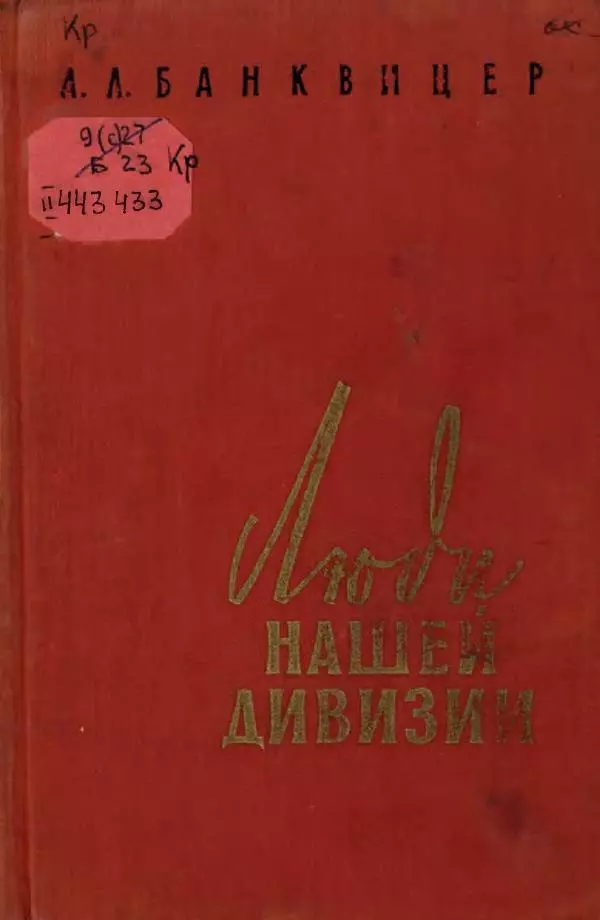 Кр
А. Л. БАНКВИЦЕР
9(с)27
Б 23 Кр
II 443 433
Люди
НАШЕЙ
ДИВИЗИИ